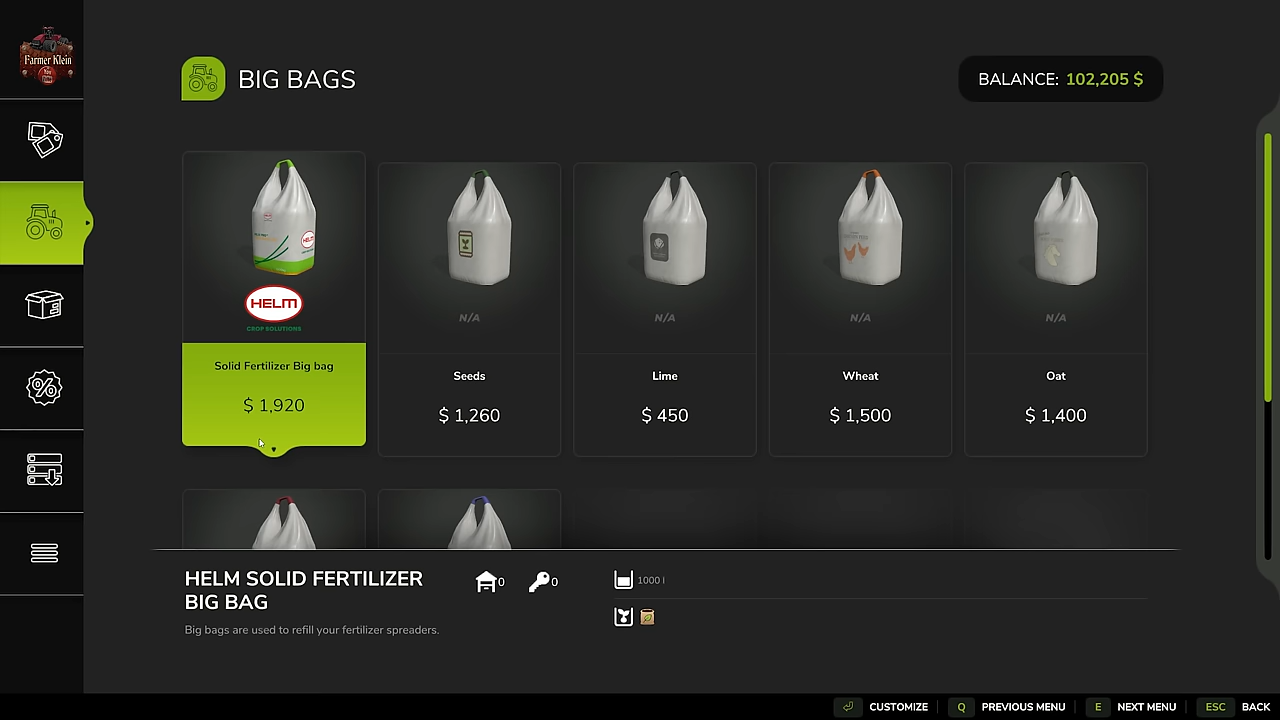 Farmer Klein
You
BIG BAGS
BALANCE: 102,205 $
HELM
CROP SOLUTIONS
N/A
N/A
N/A
N/A
Solid Fertilizer Big bag
Seeds
Lime
Wheat
Oat
$ 1,920
$ 1,260
$ 450
$ 1,500
$ 1,400
HELM SOLID FERTILIZER
BIG BAG
0
0
1000 l
Big bags are used to refill your fertilizer spreaders.
CUSTOMIZE
Q PREVIOUS MENU
E NEXT MENU
ESC BACK